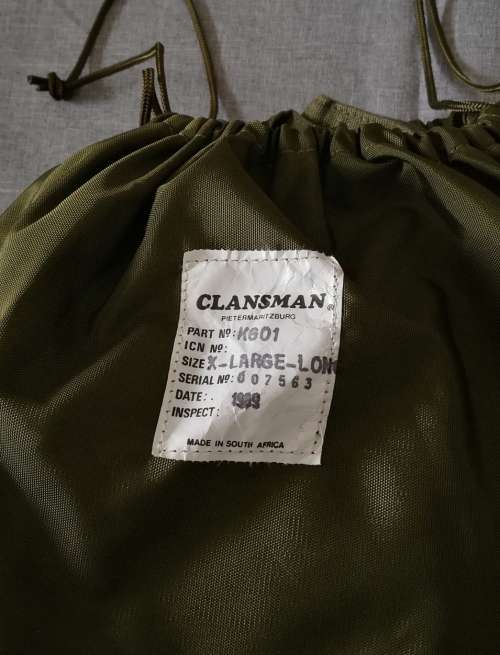 CLANSMAN®
PIETERMARITZBURG
PART Nº: K601
ICN Nº:
SIZE X-LARGE-LONG
SERIAL Nº: 007563
DATE: 1989
INSPECT:
MADE IN SOUTH AFRICA